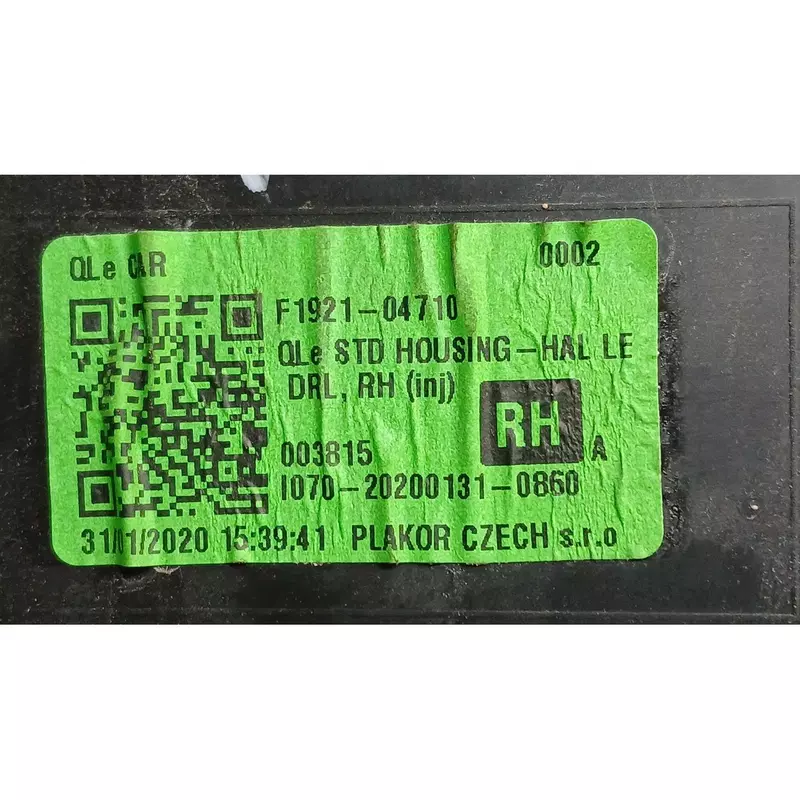 QLe CAR 0002
F1921-04710
QLe STD HOUSING-HAL LE
DRL, RH (inj)
RH A
003815
I070-20200131-0860
31/01/2020 15:39:41 PLAKOR CZECH s.r.o